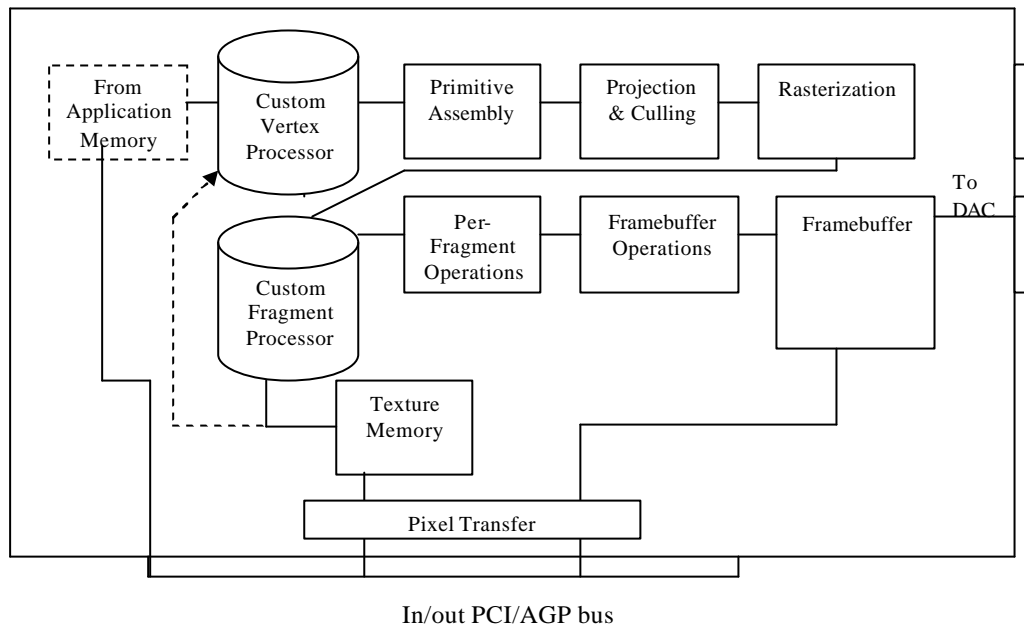 From
Application
Memory
Custom
Vertex
Processor
Primitive
Assembly
Projection
& Culling
Rasterization
To
DAC
Custom
Fragment
Processor
Per-
Fragment
Operations
Framebuffer
Operations
Framebuffer
Texture
Memory
Pixel Transfer
In/out PCI/AGP bus